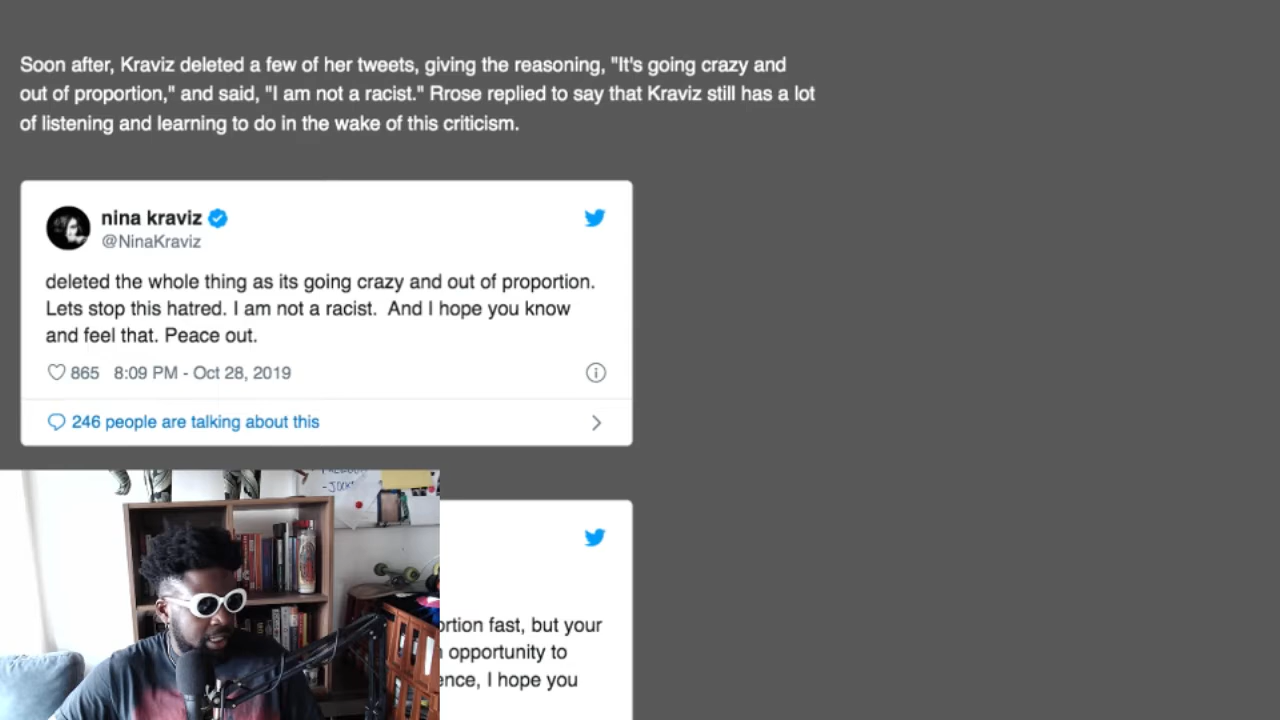 Soon after, Kraviz deleted a few of her tweets, giving the reasoning, "It's going crazy and
out of proportion," and said, "I am not a racist." Rrose replied to say that Kraviz still has a lot
of listening and learning to do in the wake of this criticism.
nina kraviz
@NinaKraviz
deleted the whole thing as its going crazy and out of proportion.
Lets stop this hatred. I am not a racist.  And I hope you know
and feel that. Peace out.
865 8:09 PM - Oct 28, 2019
246 people are talking about this
fast, but your
opportunity to
I hope you